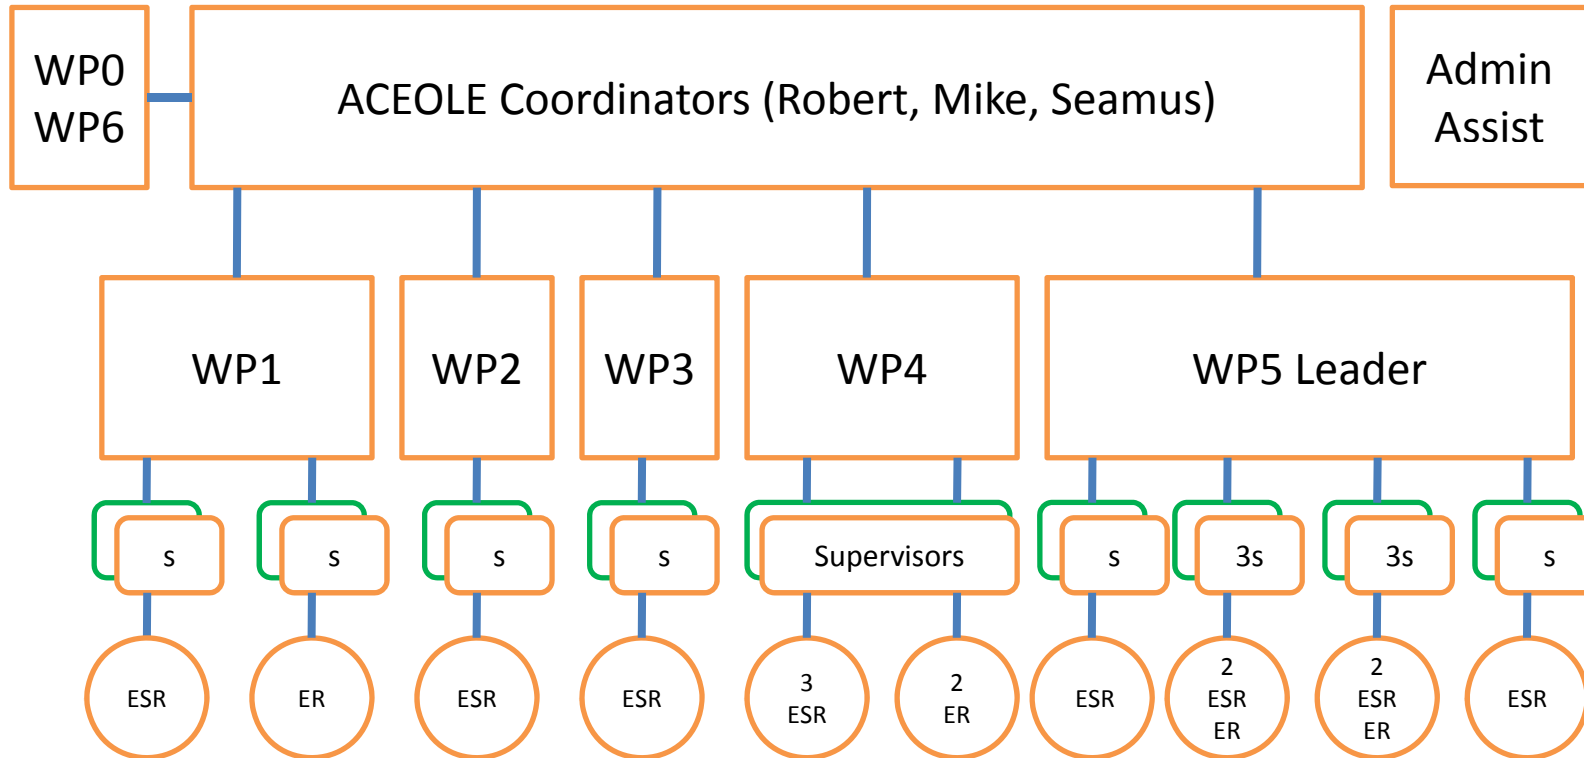 WP0
WP6
ACEOLE Coordinators (Robert, Mike, Seamus)
Admin
Assist
WP1
WP2
WP3
WP4
WP5 Leader
s
s
s
s
Supervisors
s
3s
3s
s
ESR
ER
ESR
ESR
3
ESR
2
ER
ESR
2
ESR
ER
2
ESR
ER
ESR